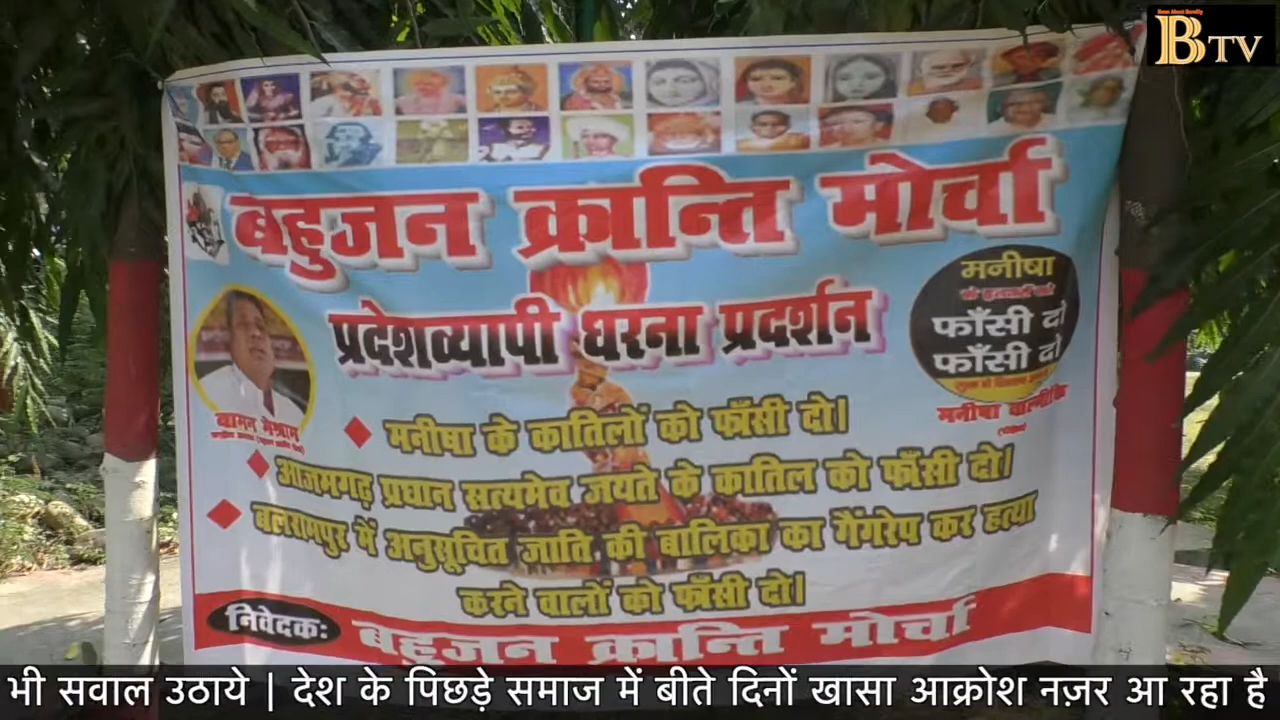 B TV
बहुजन क्रान्ति मोर्चा
प्रदेशव्यापी धरना प्रदर्शन
मनीषा
फाँसी दो
फाँसी दो
मनीषा वाल्मीकि
वामन मेश्राम
मनीषा के कातिलों को फाँसी दो।
आजमगढ़ प्रधान सत्यमेव जयते के कातिल को फाँसी दो।
बलरामपुर में अनुसूचित जाति की बालिका का गैंगरेप कर हत्या
करने वालों को फाँसी दो।
निवेदक: बहुजन क्रान्ति मोर्चा
भी सवाल उठाये | देश के पिछड़े समाज में बीते दिनों खासा आक्रोश नज़र आ रहा है